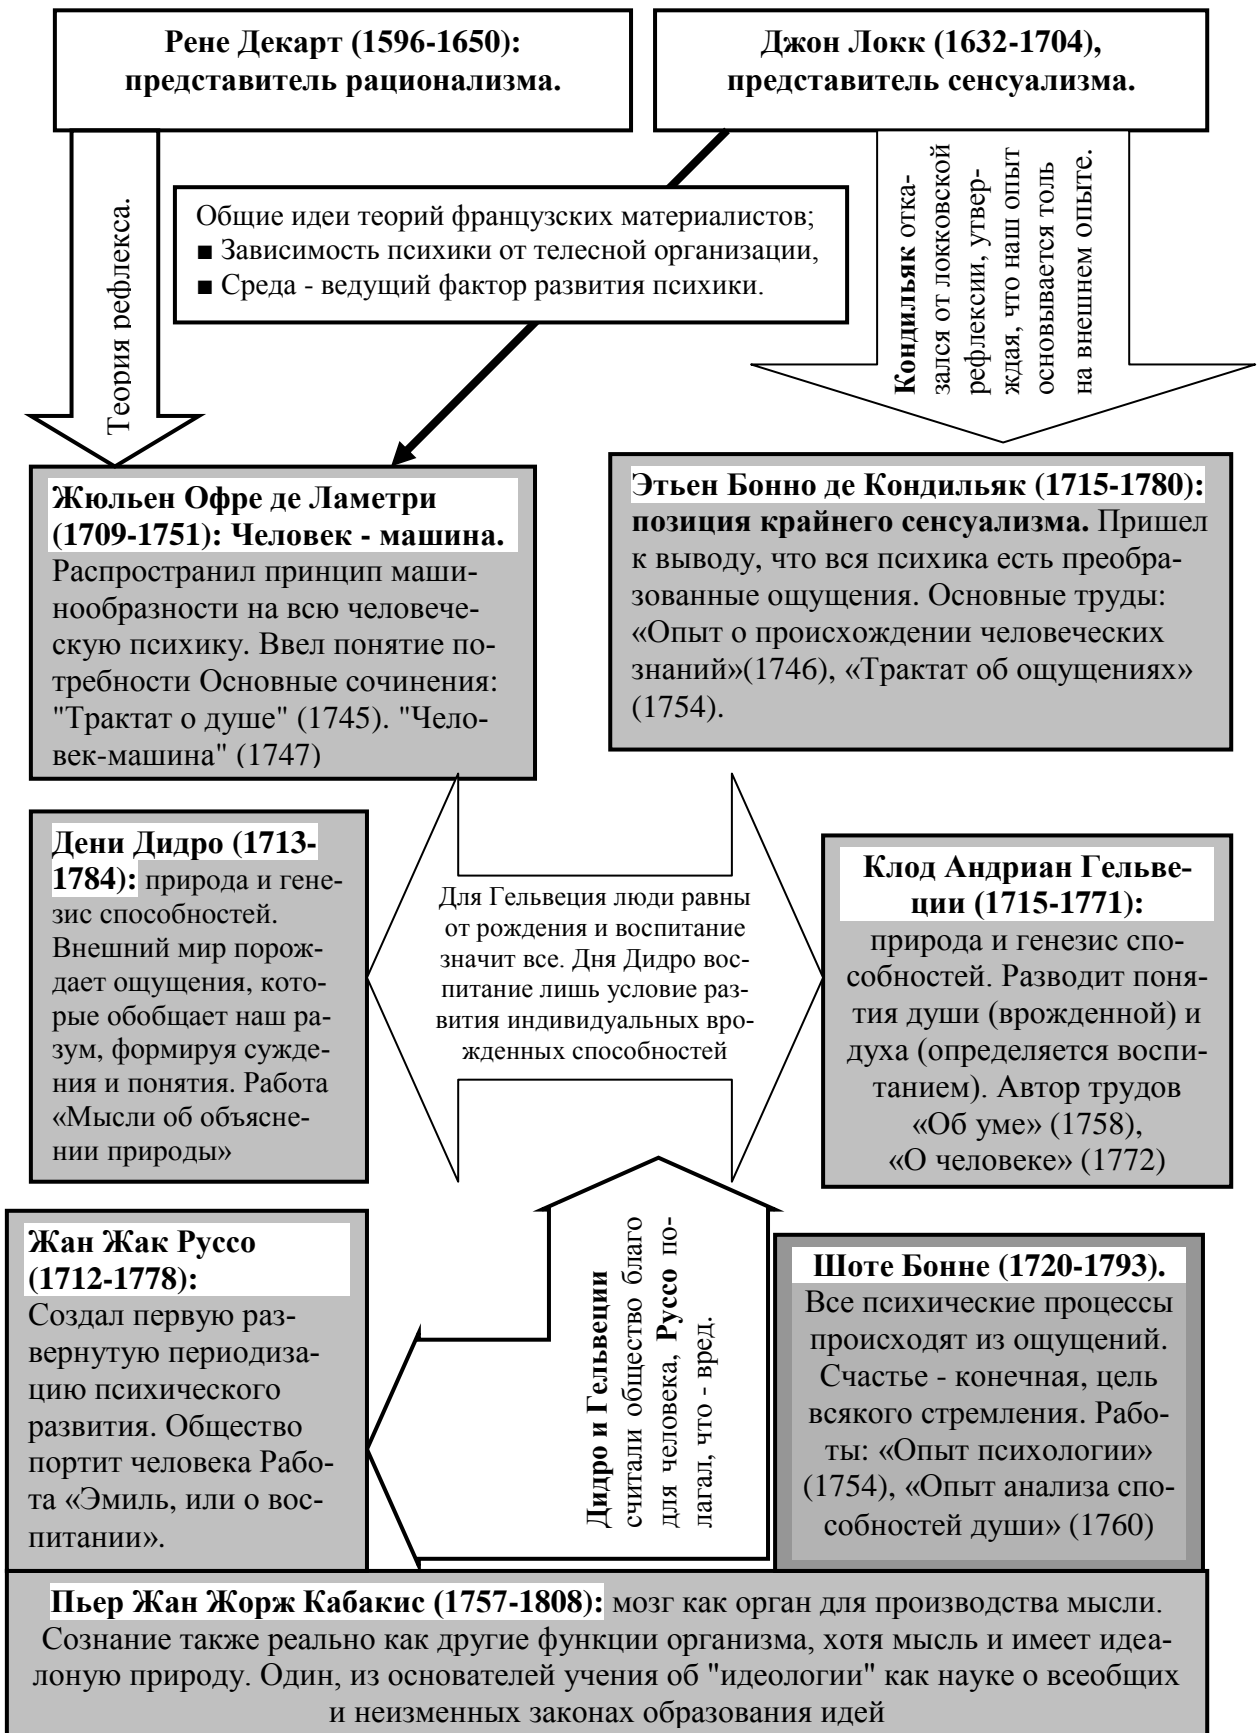 Рене Декарт (1596-1650):
представитель рационализма.
Джон Локк (1632-1704),
представитель сенсуализма.
Теория рефлекса.
Общие идеи теорий французских материалистов;
■ Зависимость психики от телесной организации,
■ Среда - ведущий фактор развития психики.
Кондильяк отка-
зался от локковской
рефлексии, утвер-
ждая, что наш опыт
основывается толь
на внешнем опыте.
Жюльен Офре де Ламетри
(1709-1751): Человек - машина.
Распространил принцип маши-
нообразности на всю человече-
скую психику. Ввел понятие по-
требности Основные сочинения:
"Трактат о душе" (1745). "Чело-
век-машина" (1747)
Этьен Бонно де Кондильяк (1715-1780):
позиция крайнего сенсуализма. Пришел
к выводу, что вся психика есть преобра-
зованные ощущения. Основные труды:
«Опыт о происхождении человеческих
знаний»(1746), «Трактат об ощущениях»
(1754).
Дени Дидро (1713-
1784): природа и гене-
зис способностей.
Внешний мир порож-
дает ощущения, кото-
рые обобщает наш ра-
зум, формируя сужде-
ния и понятия. Работа
«Мысли об объясне-
нии природы»
Для Гельвеция люди равны
от рождения и воспитание
значит все. Дня Дидро вос-
питание лишь условие раз-
вития индивидуальных вро-
жденных способностей
Клод Андриан Гельве-
ции (1715-1771):
природа и генезис спо-
собностей. Разводит поня-
тия души (врожденной) и
духа (определяется воспи-
танием). Автор трудов
«Об уме» (1758),
«О человеке» (1772)
Жан Жак Руссо
(1712-1778):
Создал первую раз-
вернутую периодиза-
цию психического
развития. Общество
портит человека Рабо-
та «Эмиль, или о вос-
питании».
Дидро и Гельвеции
считали общество благо
для человека, Руссо по-
лагал, что - вред.
Шоте Бонне (1720-1793).
Все психические процессы
происходят из ощущений.
Счастье - конечная, цель
всякого стремления. Рабо-
ты: «Опыт психологии»
(1754), «Опыт анализа спо-
собностей души» (1760)
Пьер Жан Жорж Кабакис (1757-1808): мозг как орган для производства мысли.
Сознание также реально как другие функции организма, хотя мысль и имеет идеа-
лоную природу. Один, из основателей учения об "идеологии" как науке о всеобщих
и неизменных законах образования идей